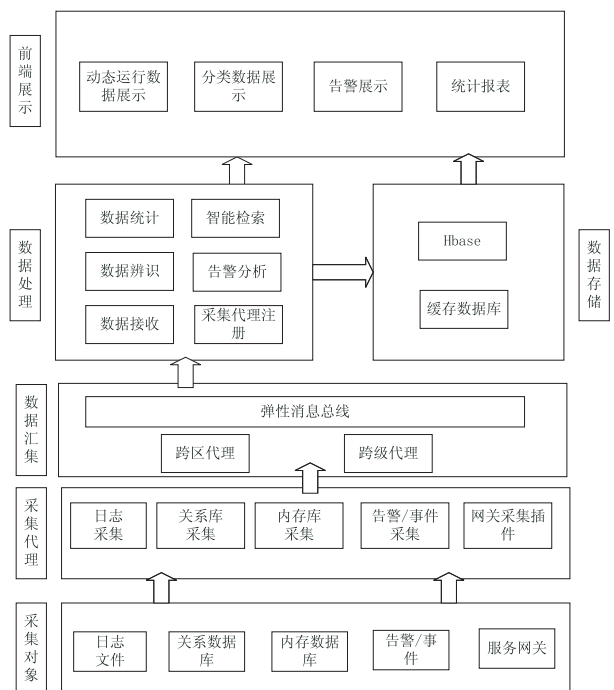 前端展示
动态运行数
据展示
分类数据展
示
告警展示
统计报表
数据处理
数据统计
智能检索
数据辨识
告警分析
数据接收
采集代理注
册
Hbase
缓存数据库
数据存储
数据汇集
弹性消息总线
跨区代理
跨级代理
采集代理
日志
采集
关系库
采集
内存库
采集
告警/事件
采集
网关采集插
件
采集对象
日志
文件
关系数据
库
内存数据
库
告警/事
件
服务网关